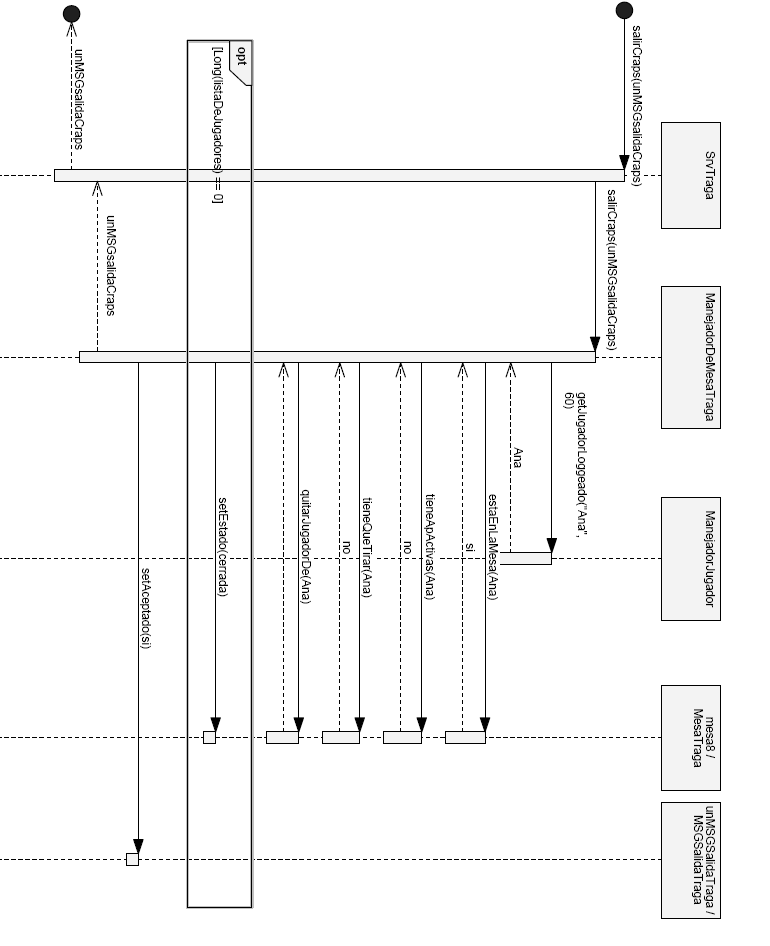 SrvTraga
ManejadorDeMesaTraga
ManejadorJugador
mesa8 /
MesaTraga
unMSGSalidaTraga /
MSGSalidaTraga
salirCraps(unMSGsalidaCraps)
salirCraps(unMSGsalidaCraps)
getJugadorLoggeado("Ana",
60)
Ana
estaEnLaMesa(Ana)
si
tieneApActivas(Ana)
no
tieneQueTirar(Ana)
no
quitarJugadorDe(Ana)
opt
[Long(listaDeJugadores) == 0]
setEstado(cerrada)
setAceptado(si)
unMSGsalidaCraps
unMSGsalidaCraps